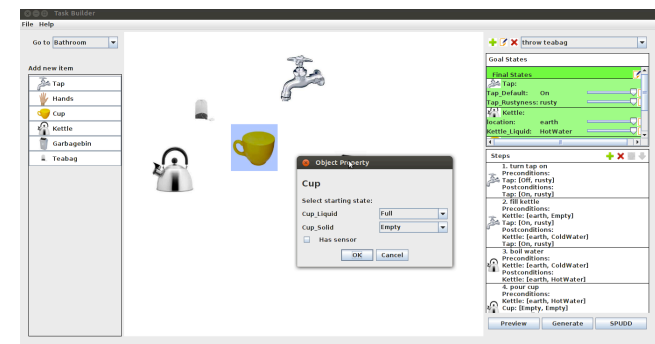 Task Builder
File Help
Go to Bathroom
Add new item
Tap
Hands
Cup
Kettle
Garbagebin
Teabag
Object Property
Cup
Select starting state:
Cup_Liquid Full
Cup_Solid Empty
Has sensor
OK Cancel
throw teabag
Goal States
Final States
Tap:
Tap_Default: On
Tap_Rustyness: rusty
Kettle:
location: earth
Kettle_Liquid: HotWater
Steps
1. turn tap on
Preconditions:
Tap: [Off, rusty]
Postconditions:
Tap: [On, rusty]
2. fill kettle
Preconditions:
Kettle: [earth, Empty]
Tap: [On, rusty]
Postconditions:
Kettle: [earth, ColdWater]
Tap: [On, rusty]
3. boil water
Preconditions:
Kettle: [earth, ColdWater]
Postconditions:
Kettle: [earth, HotWater]
4. pour cup
Preconditions:
Kettle: [earth, HotWater]
Cup: [Empty, Empty]
Preview Generate SPUDD